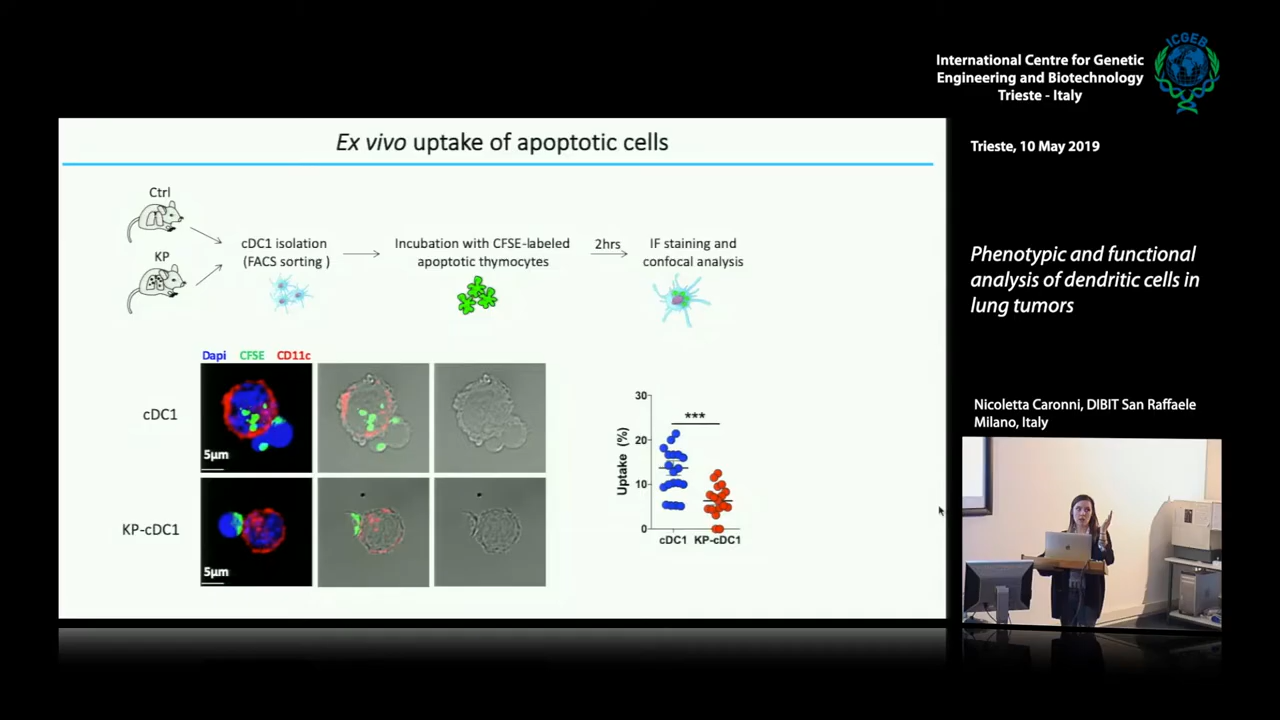 ICGEB
International Centre for Genetic
Engineering and Biotechnology
Trieste - Italy
Trieste, 10 May 2019
Phenotypic and functional
analysis of dendritic cells in
lung tumors
Nicoletta Caronni, DIBIT San Raffaele
Milano, Italy
Ex vivo uptake of apoptotic cells
Ctrl
KP
cDC1 isolation
(FACS sorting )
Incubation with CFSE-labeled
apoptotic thymocytes
2hrs
IF staining and
confocal analysis
Dapi CFSE CD11c
cDC1
5µm
KP-cDC1
5µm
Uptake (%)
30
20
10
0
***
cDC1 KP-cDC1